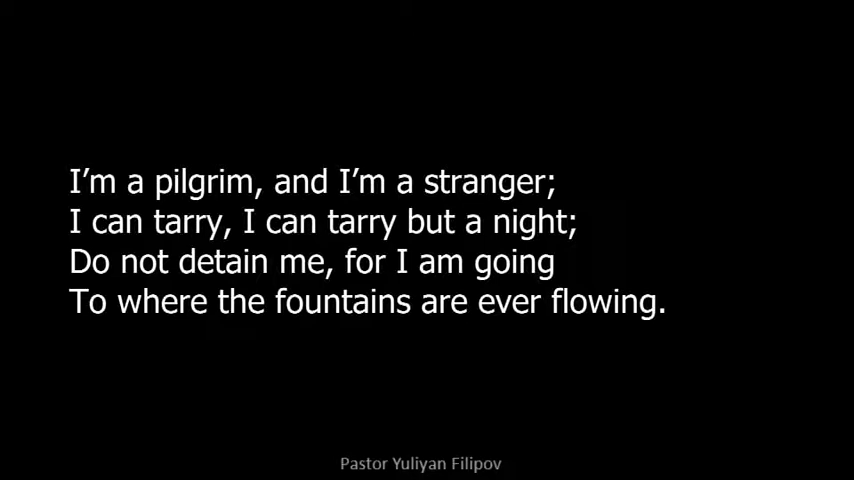 I’m a pilgrim, and I’m a stranger;
I can tarry, I can tarry but a night;
Do not detain me, for I am going
To where the fountains are ever flowing.
Pastor Yuliyan Filipov